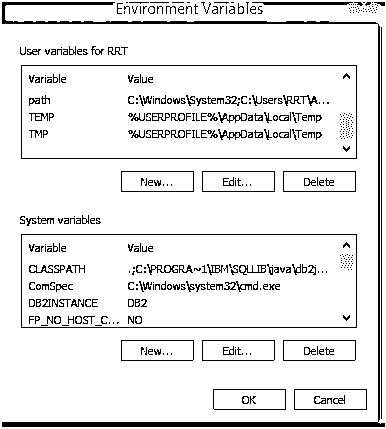 Environment Variables
User variables for RRT
Variable Value
path C:\Windows\System32;C:\Users\RRT\A...
TEMP %USERPROFILE%\AppData\Local\Temp
TMP %USERPROFILE%\AppData\Local\Temp
New... Edit... Delete
System variables
Variable Value
CLASSPATH .;C:\PROGRA~1\IBM\SQLLIB\java\db2j...
ComSpec C:\Windows\system32\cmd.exe
DB2INSTANCE DB2
FP_NO_HOST_C... NO
New... Edit... Delete
OK Cancel